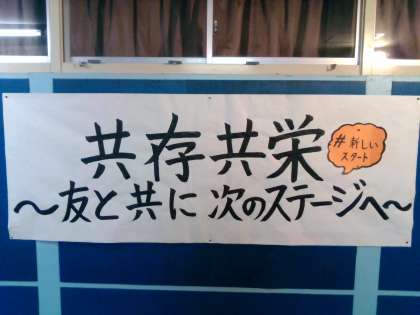 共存共栄
#新しい
スタート
～友と共に 次のステージへ～